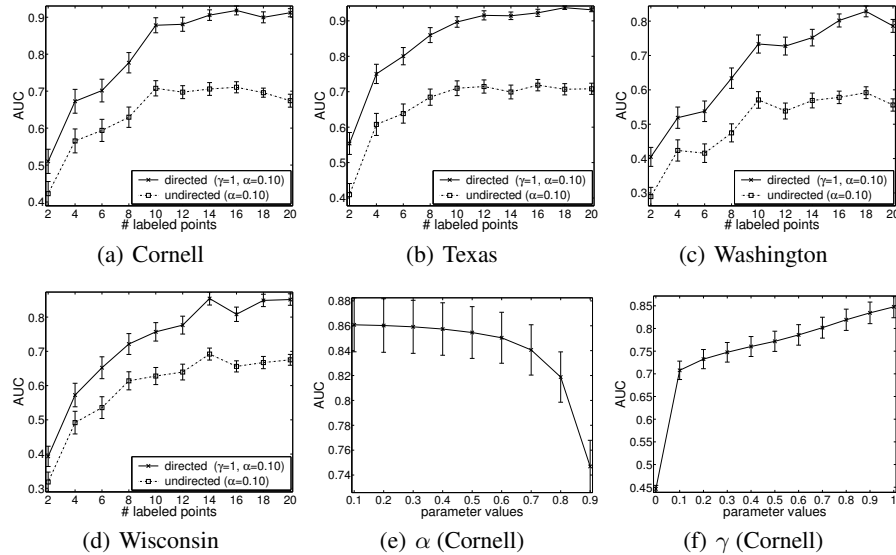 0.9
0.8
0.7
0.6
0.5
0.4
AUC
2 4 6 8 10 12 14 16 18 20
# labeled points
directed (γ=1, α=0.10)
undirected (α=0.10)
(a) Cornell
0.9
0.8
0.7
0.6
0.5
0.4
AUC
2 4 6 8 10 12 14 16 18 20
# labeled points
directed (γ=1, α=0.10)
undirected (α=0.10)
(b) Texas
0.8
0.7
0.6
0.5
0.4
0.3
AUC
2 4 6 8 10 12 14 16 18 20
# labeled points
directed (γ=1, α=0.10)
undirected (α=0.10)
(c) Washington
0.8
0.7
0.6
0.5
0.4
0.3
AUC
2 4 6 8 10 12 14 16 18 20
# labeled points
directed (γ=1, α=0.10)
undirected (α=0.10)
(d) Wisconsin
0.88
0.86
0.84
0.82
0.8
0.78
0.76
0.74
AUC
0.1 0.2 0.3 0.4 0.5 0.6 0.7 0.8 0.9
parameter values
(e) α (Cornell)
0.85
0.8
0.75
0.7
0.65
0.6
0.55
0.5
0.45
AUC
0 0.1 0.2 0.3 0.4 0.5 0.6 0.7 0.8 0.9 1
parameter values
(f) γ (Cornell)